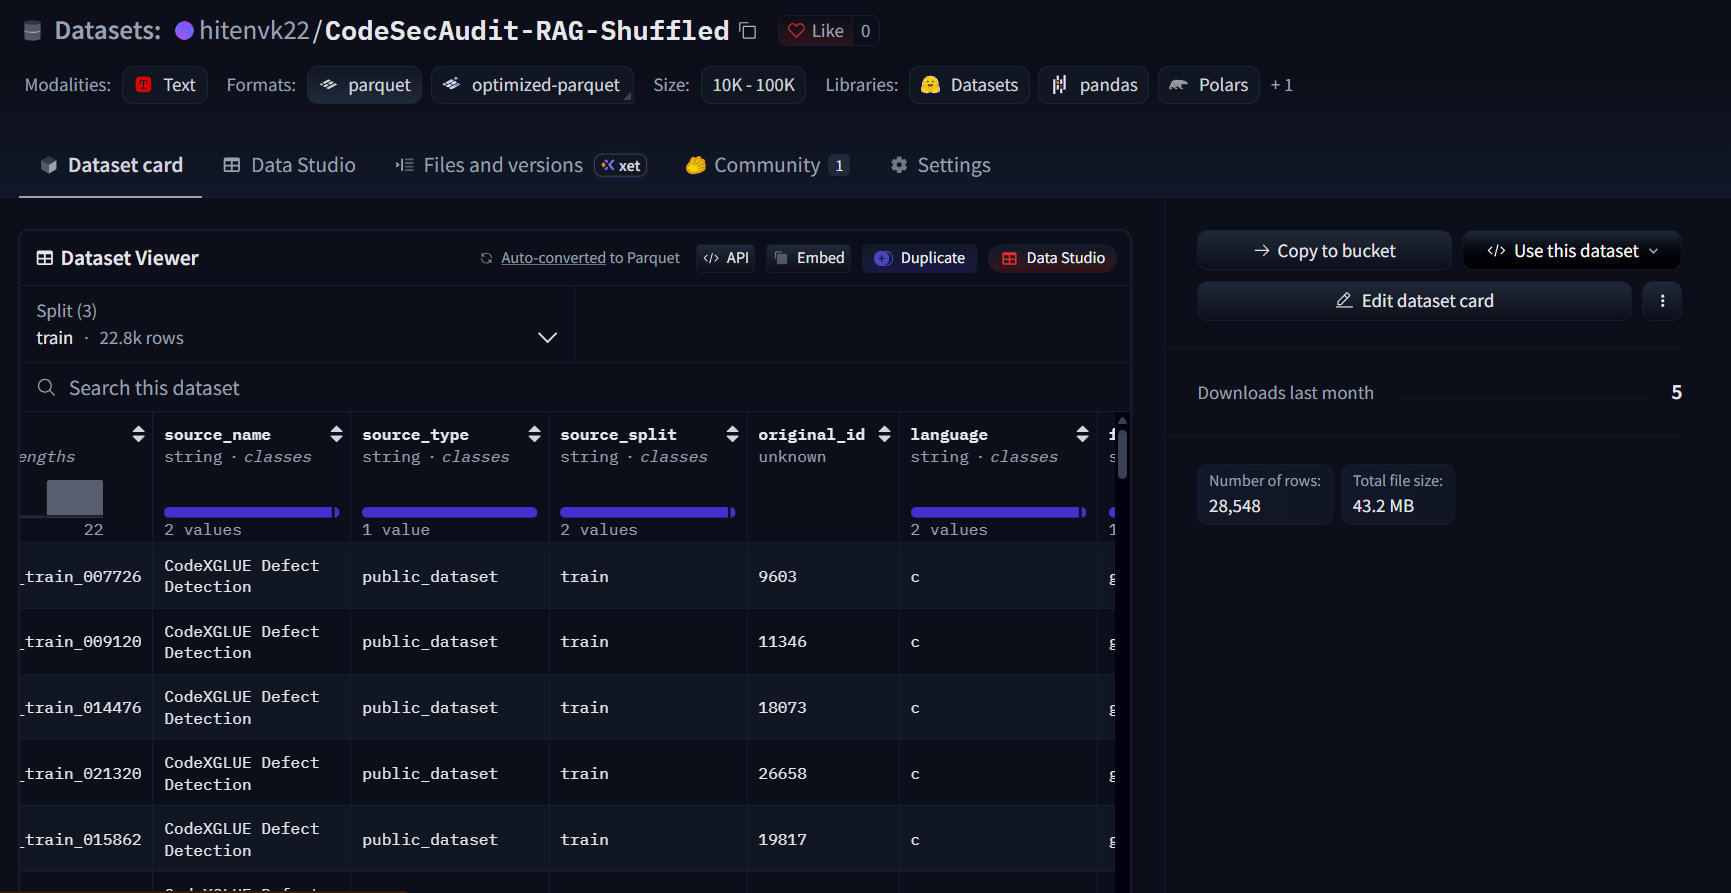 Datasets: hitenvk22/CodeSecAudit-RAG-Shuffled Like 0
Modalities: Text Formats: parquet optimized-parquet Size: 10K - 100K Libraries: Datasets pandas Polars + 1
Dataset card Data Studio Files and versions xet Community 1 Settings
Dataset Viewer Auto-converted to Parquet API Embed Duplicate Data Studio
Split (3)
train · 22.8k rows
Search this dataset
source_name source_type source_split original_id language
engths string · classes string · classes string · classes unknown string · classes
22 2 values 1 value 2 values 2 values
_train_007726 CodeXGLUE Defect Detection public_dataset train 9603 c
_train_009120 CodeXGLUE Defect Detection public_dataset train 11346 c
_train_014476 CodeXGLUE Defect Detection public_dataset train 18073 c
_train_021320 CodeXGLUE Defect Detection public_dataset train 26658 c
_train_015862 CodeXGLUE Defect Detection public_dataset train 19817 c
Copy to bucket Use this dataset
Edit dataset card
Downloads last month 5
Number of rows: Total file size:
28,548 43.2 MB